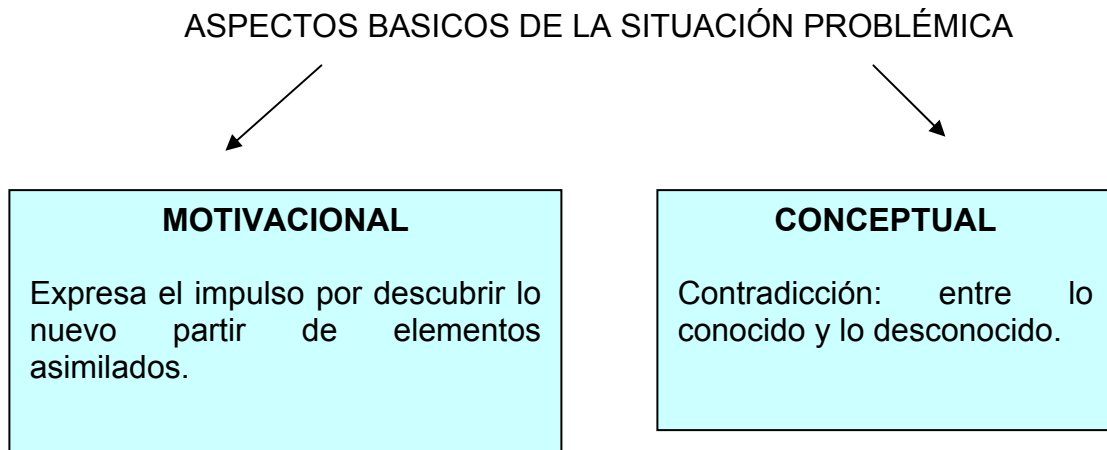 ASPECTOS BASICOS DE LA SITUACIÓN PROBLÉMICA
MOTIVACIONAL
Expresa el impulso por descubrir lo
nuevo partir de elementos
asimilados.
CONCEPTUAL
Contradicción: entre lo
conocido y lo desconocido.